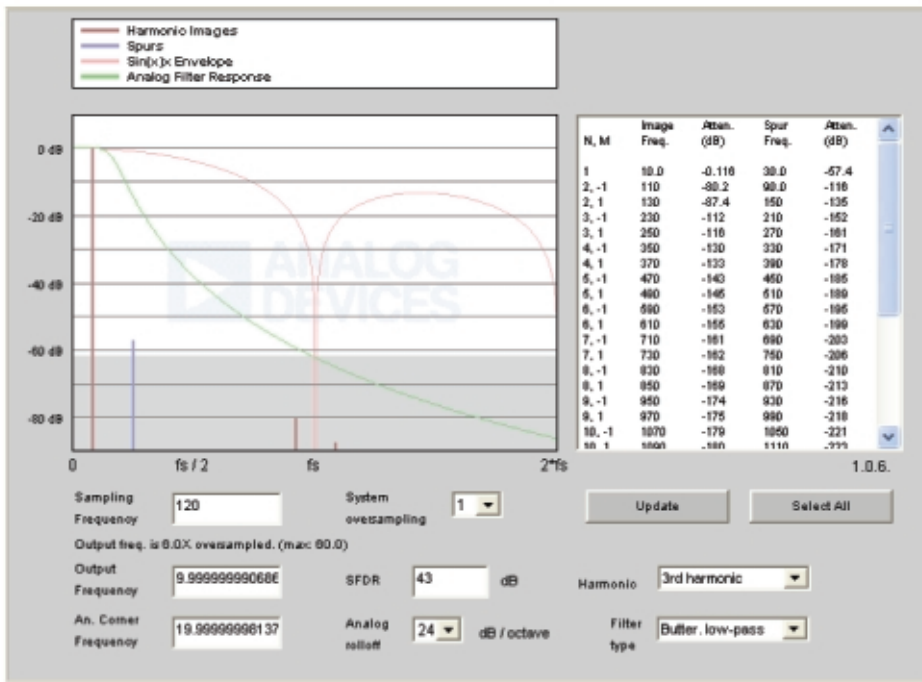 Harmonic Images
Spurs
Sin(x)x Envelope
Analog Filter Response
0 dB
-20 dB
-40 dB
-60 dB
-80 dB
ANALOG
DEVICES
0 fs / 2 fs 2*fs
Image Atten. Spur Atten.
N, M Freq. (dB) Freq. (dB)
1 10.0 -0.116 30.0 -57.4
2, -1 110 -80.2 90.0 -116
2, 1 130 -87.4 150 -135
3, -1 230 -112 210 -152
3, 1 250 -116 270 -161
4, -1 350 -130 330 -171
4, 1 370 -133 390 -178
5, -1 470 -143 450 -185
5, 1 490 -145 510 -189
6, -1 590 -153 570 -195
6, 1 610 -155 630 -199
7, -1 710 -161 690 -203
7, 1 730 -162 750 -206
8, -1 830 -168 810 -210
8, 1 850 -169 870 -213
9, -1 950 -174 930 -216
9, 1 970 -175 990 -218
10, -1 1070 -179 1050 -221
10, 1 1090 -180 1110 -223
1.0.6.
Sampling Frequency 120
System oversampling 1
Update
Select All
Output freq. is 6.0X oversampled. (max: 60.0)
Output Frequency 9.99999999068
SFDR 43 dB
Harmonic 3rd harmonic
An. Corner Frequency 19.99999998137
Analog rolloff 24 dB / octave
Filter type Butter. low-pass